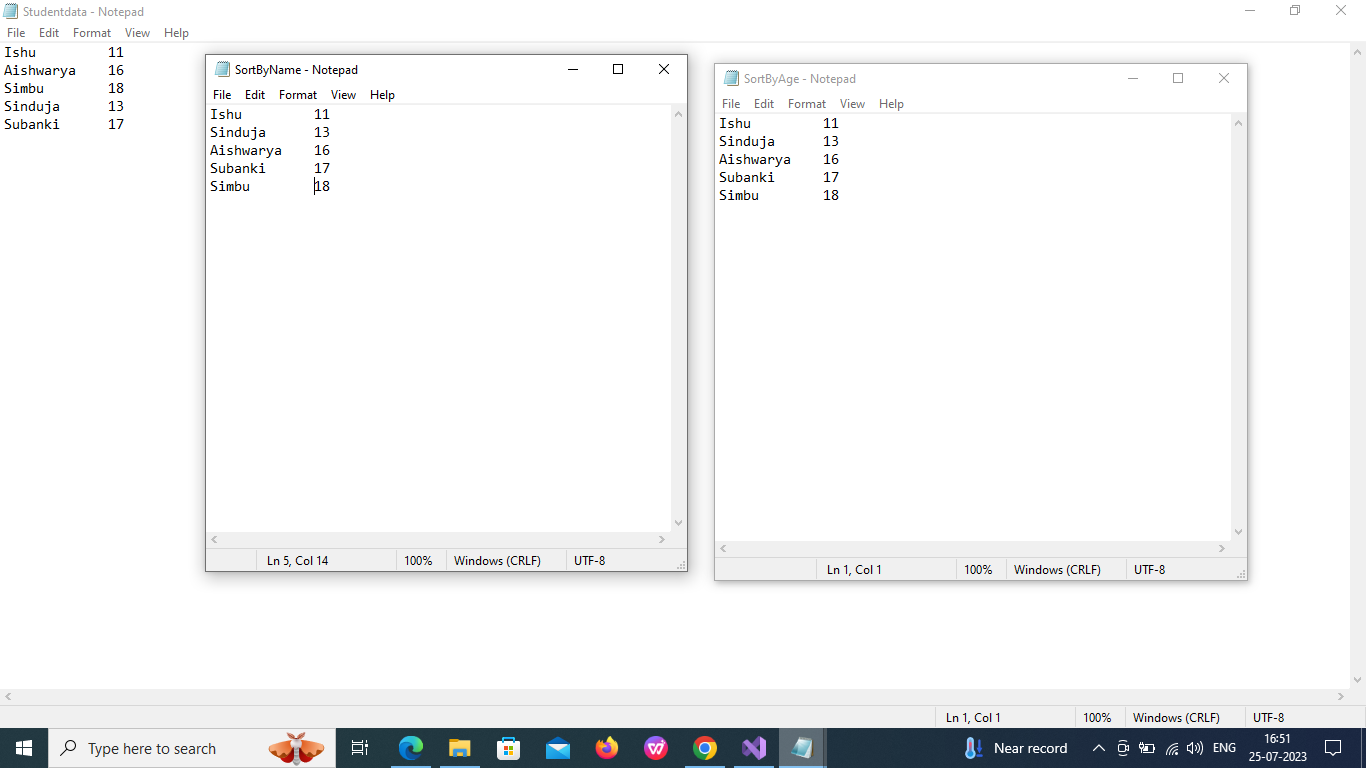 Studentdata - Notepad
File Edit Format View Help
Ishu 11
Aishwarya 16
Simbu 18
Sinduja 13
Subanki 17
SortByName - Notepad
File Edit Format View Help
Ishu 11
Sinduja 13
Aishwarya 16
Subanki 17
Simbu 18
Ln 5, Col 14 100% Windows (CRLF) UTF-8
SortByAge - Notepad
File Edit Format View Help
Ishu 11
Sinduja 13
Aishwarya 16
Subanki 17
Simbu 18
Ln 1, Col 1 100% Windows (CRLF) UTF-8
Ln 1, Col 1 100% Windows (CRLF) UTF-8
Type here to search
Near record
ENG
16:51
25-07-2023